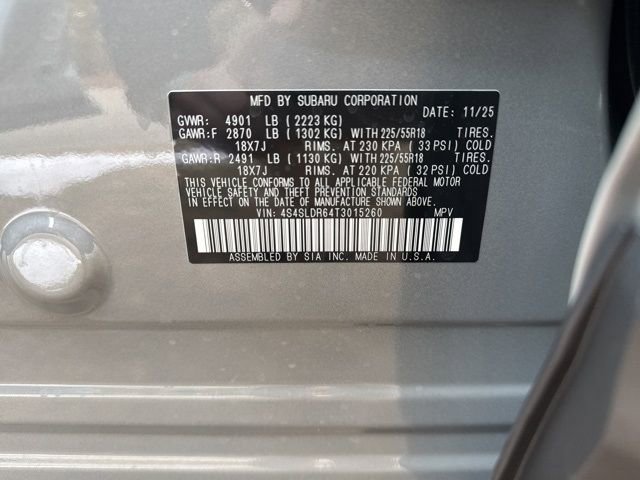 MFD BY SUBARU CORPORATION
DATE: 11/25
GVWR: 4901 LB (2223 KG)
GAWR:F 2870 LB (1302 KG) WITH 225/55R18 TIRES.
18X7J RIMS. AT 230 KPA (33 PSI) COLD
GAWR:R 2491 LB (1130 KG) WITH 225/55R18 TIRES.
18X7J RIMS. AT 220 KPA (32 PSI) COLD
THIS VEHICLE CONFORMS TO ALL APPLICABLE FEDERAL MOTOR
VEHICLE SAFETY AND THEFT PREVENTION STANDARDS
IN EFFECT ON THE DATE OF MANUFACTURE SHOWN ABOVE.
VIN: 4S4SLDR64T3015260 MPV
ASSEMBLED BY SIA INC. MADE IN U.S.A.